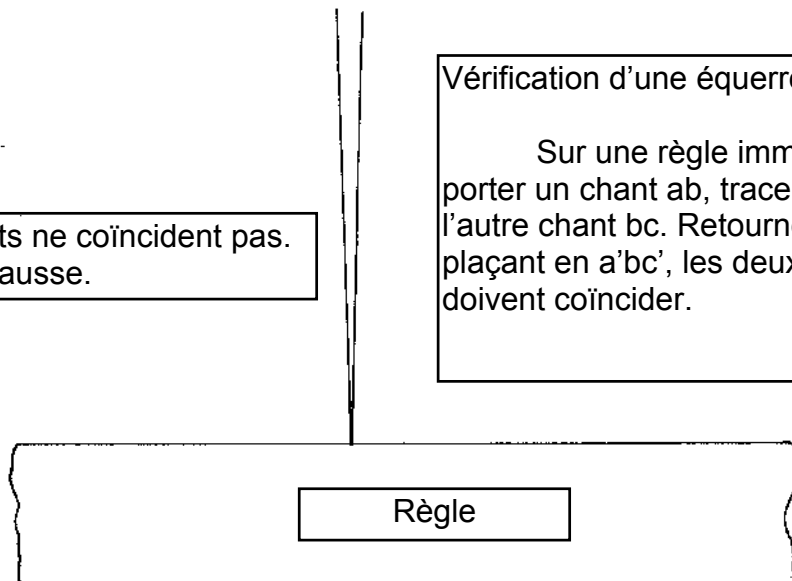 Vérification d’une équerre
Sur une règle imm
porter un chant ab, trace
l’autre chant bc. Retourn
plaçant en a’bc’, les deux
doivent coïncider.
ts ne coïncident pas.
ausse.
Règle